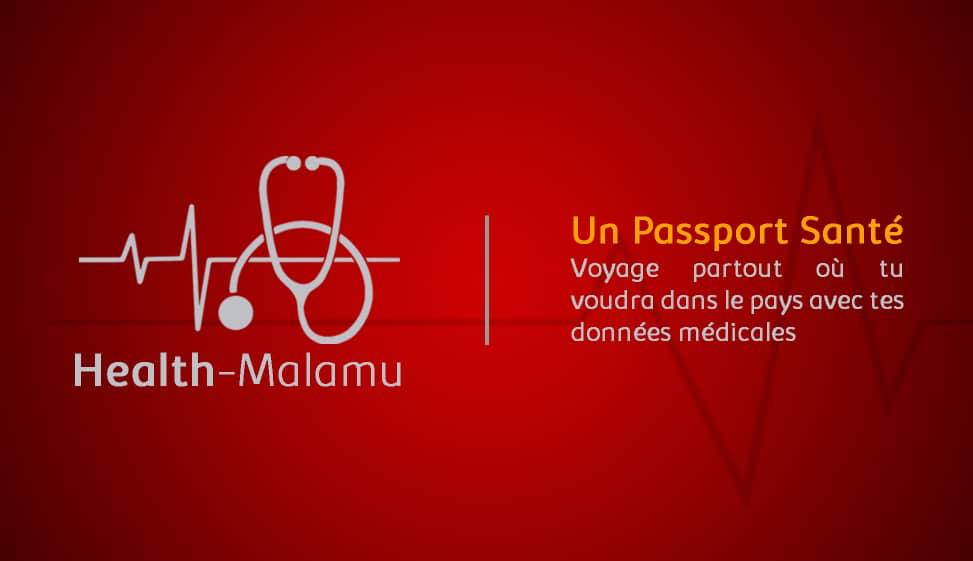 Health-Malamu
Un Passport Santé
Voyage partout où tu
voudra dans le pays avec tes
données médicales